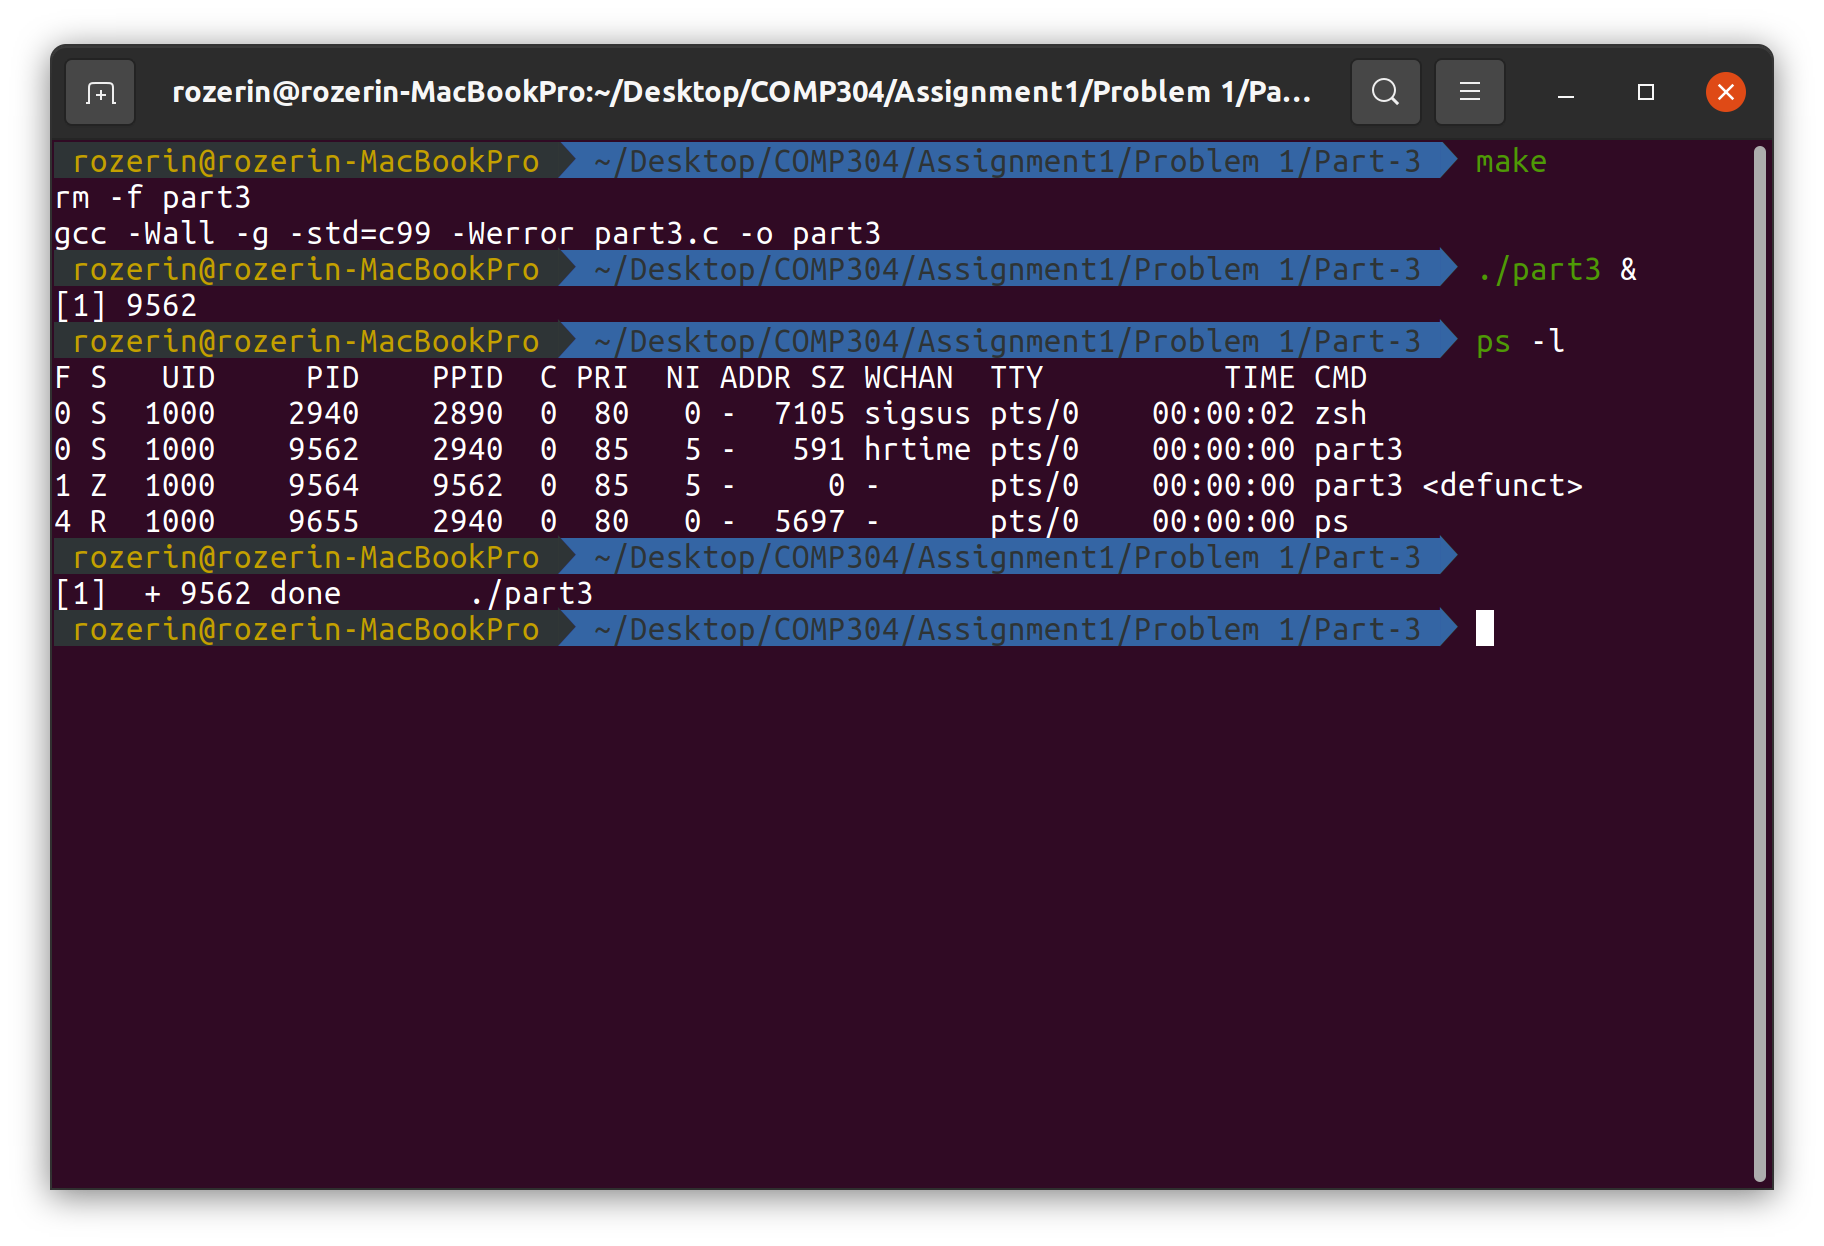 rozerin@rozerin-MacBookPro:~/Desktop/COMP304/Assignment1/Problem 1/Pa...
rozerin@rozerin-MacBookPro ~/Desktop/COMP304/Assignment1/Problem 1/Part-3 make
rm -f part3
gcc -Wall -g -std=c99 -Werror part3.c -o part3
rozerin@rozerin-MacBookPro ~/Desktop/COMP304/Assignment1/Problem 1/Part-3 ./part3 &
[1] 9562
rozerin@rozerin-MacBookPro ~/Desktop/COMP304/Assignment1/Problem 1/Part-3 ps -l
F S   UID     PID    PPID  C PRI  NI ADDR SZ WCHAN  TTY          TIME CMD
0 S  1000    2940    2890  0  80   0 -  7105 sigsus pts/0    00:00:02 zsh
0 S  1000    9562    2940  0  85   5 -   591 hrtime pts/0    00:00:00 part3
1 Z  1000    9564    9562  0  85   5 -     0 -      pts/0    00:00:00 part3 <defunct>
4 R  1000    9655    2940  0  80   0 -  5697 -      pts/0    00:00:00 ps
rozerin@rozerin-MacBookPro ~/Desktop/COMP304/Assignment1/Problem 1/Part-3
[1]  + 9562 done       ./part3
rozerin@rozerin-MacBookPro ~/Desktop/COMP304/Assignment1/Problem 1/Part-3